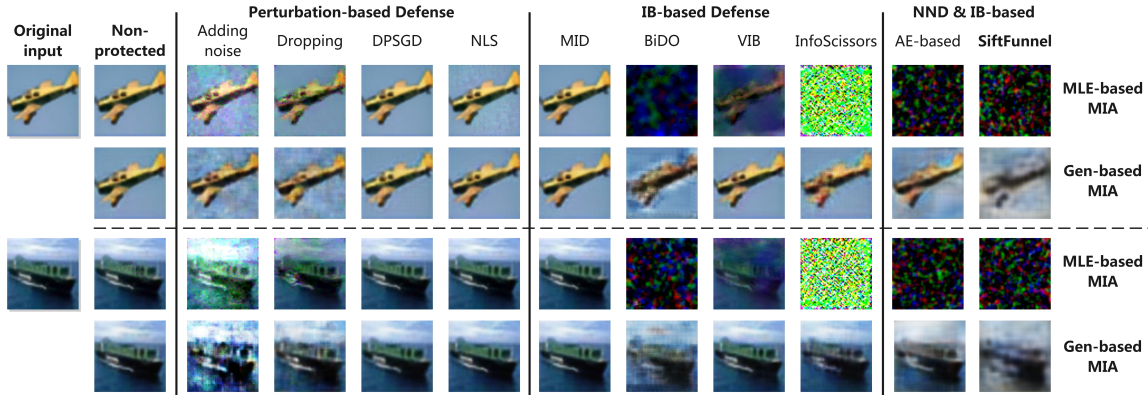 Perturbation-based Defense
IB-based Defense
NND & IB-based
Original
input
Non-
protected
Adding
noise
Dropping
DPSGD
NLS
MID
BiDO
VIB
InfoScissors
AE-based
SiftFunnel
MLE-based
MIA
Gen-based
MIA
MLE-based
MIA
Gen-based
MIA